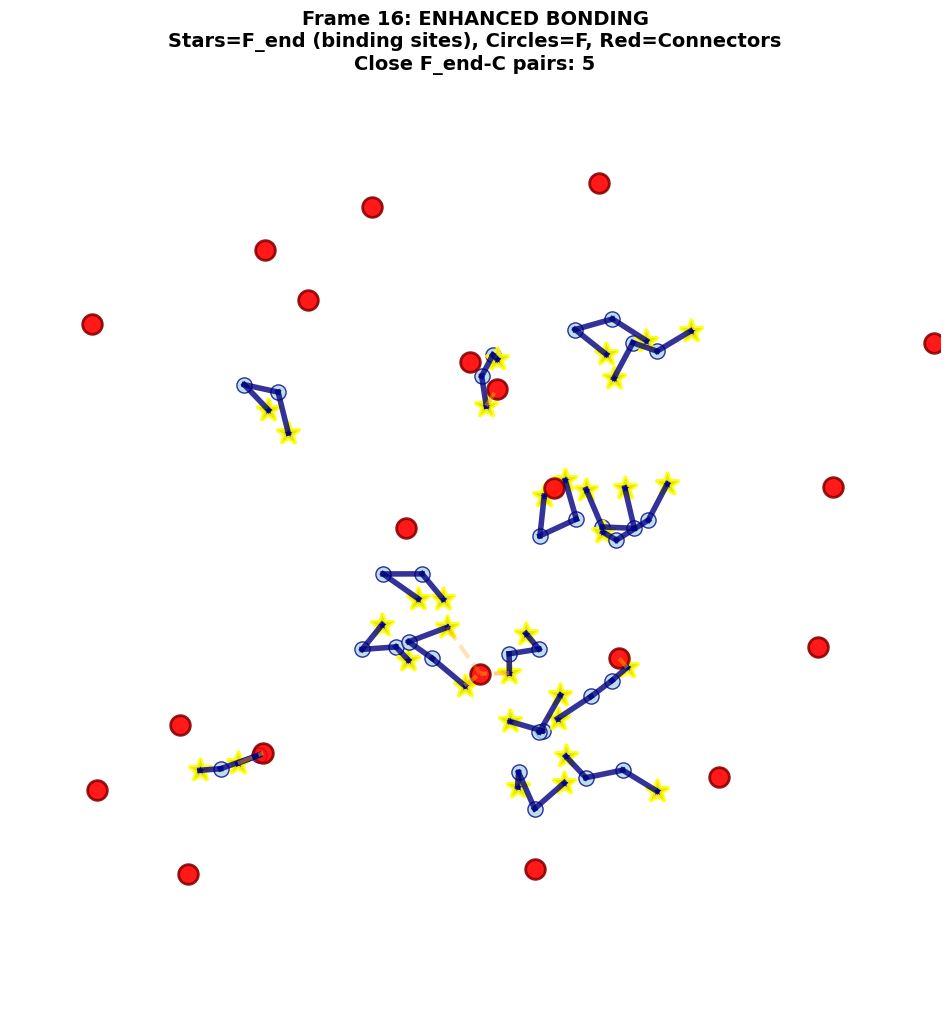 Frame 16: ENHANCED BONDING
Stars=F_end (binding sites), Circles=F, Red=Connectors
Close F_end-C pairs: 5